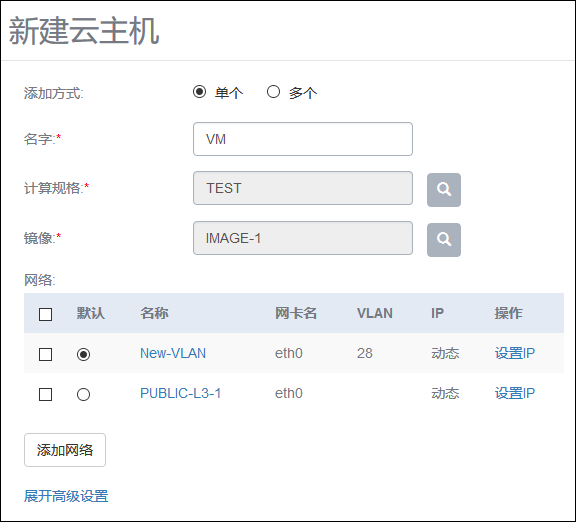 新建云主机
添加方式: 单个 多个
名字:* VM
计算规格:* TEST
镜像:* IMAGE-1
网络:
默认 名称 网卡名 VLAN IP 操作
New-VLAN eth0 28 动态 设置IP
PUBLIC-L3-1 eth0 动态 设置IP
添加网络
展开高级设置